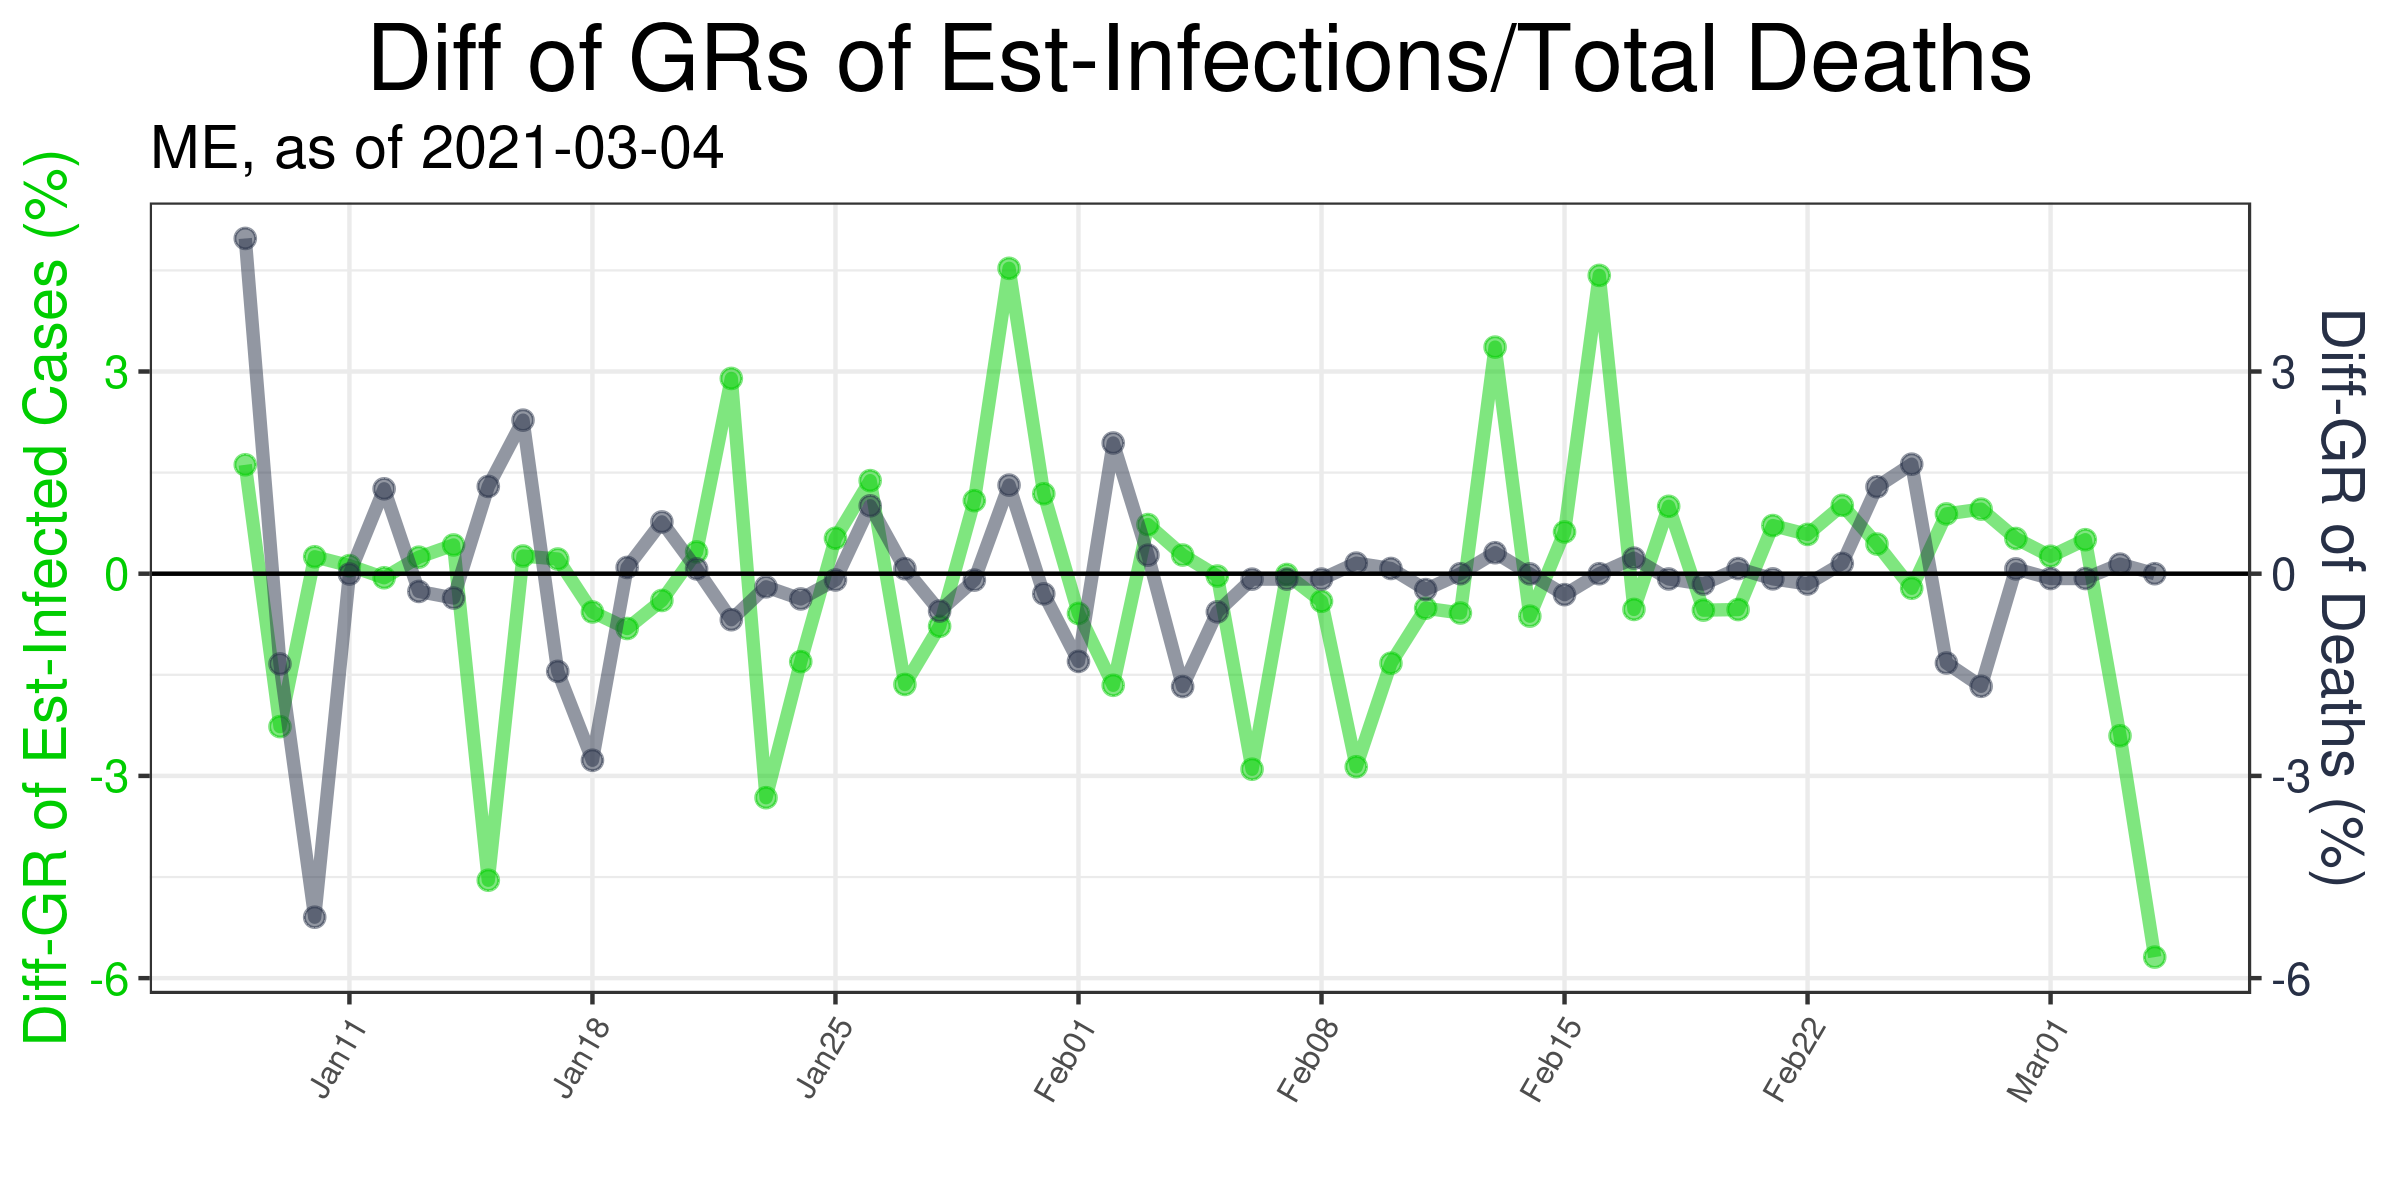 Diff of GRs of Est-Infections/Total Deaths
ME, as of 2021-03-04
Diff-GR of Est-Infected Cases (%)
3
0
-3
-6
3
0
-3
-6
Diff-GR of Deaths (%)
Jan11
Jan18
Jan25
Feb01
Feb08
Feb15
Feb22
Mar01